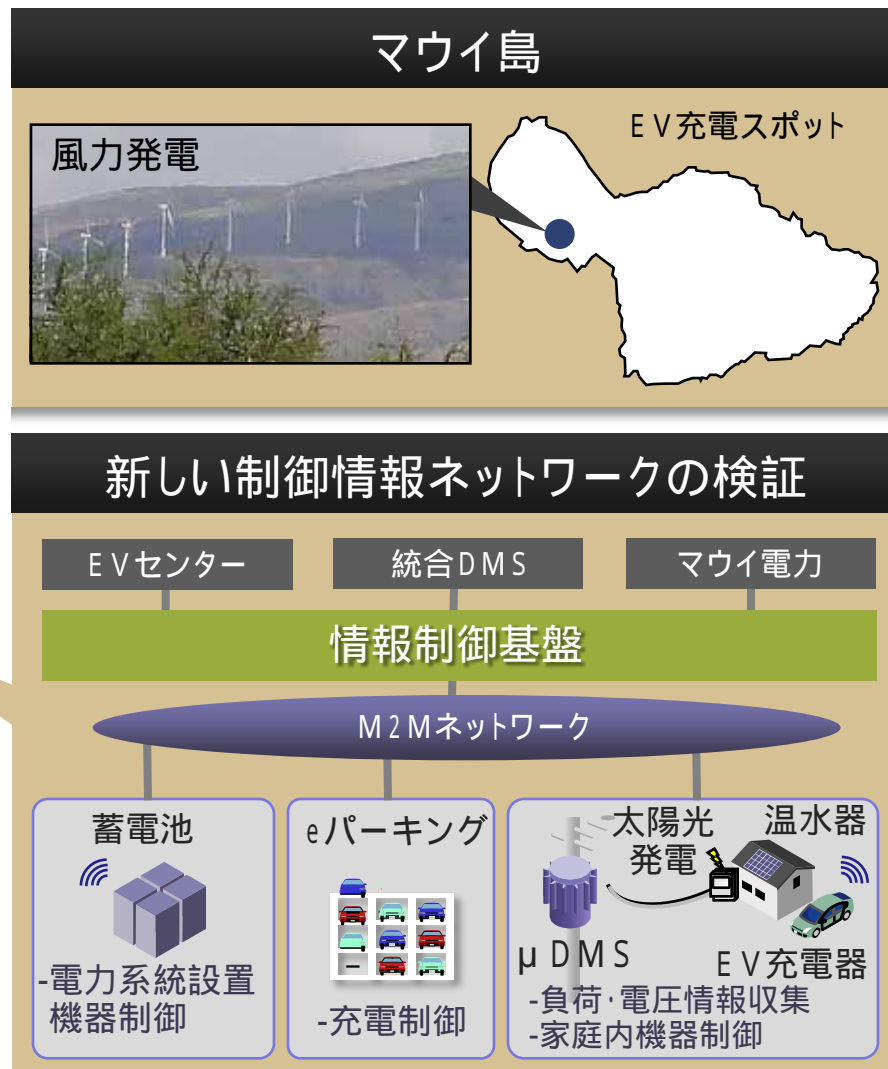 マウイ島
風力発電
EV充電スポット
新しい制御情報ネットワークの検証
EVセンター
統合DMS
マウイ電力
情報制御基盤
M2Mネットワーク
蓄電池
-電力系統設置
機器制御
eパーキング
-充電制御
太陽光
発電
温水器
μDMS
EV充電器
-負荷･電圧情報収集
-家庭内機器制御